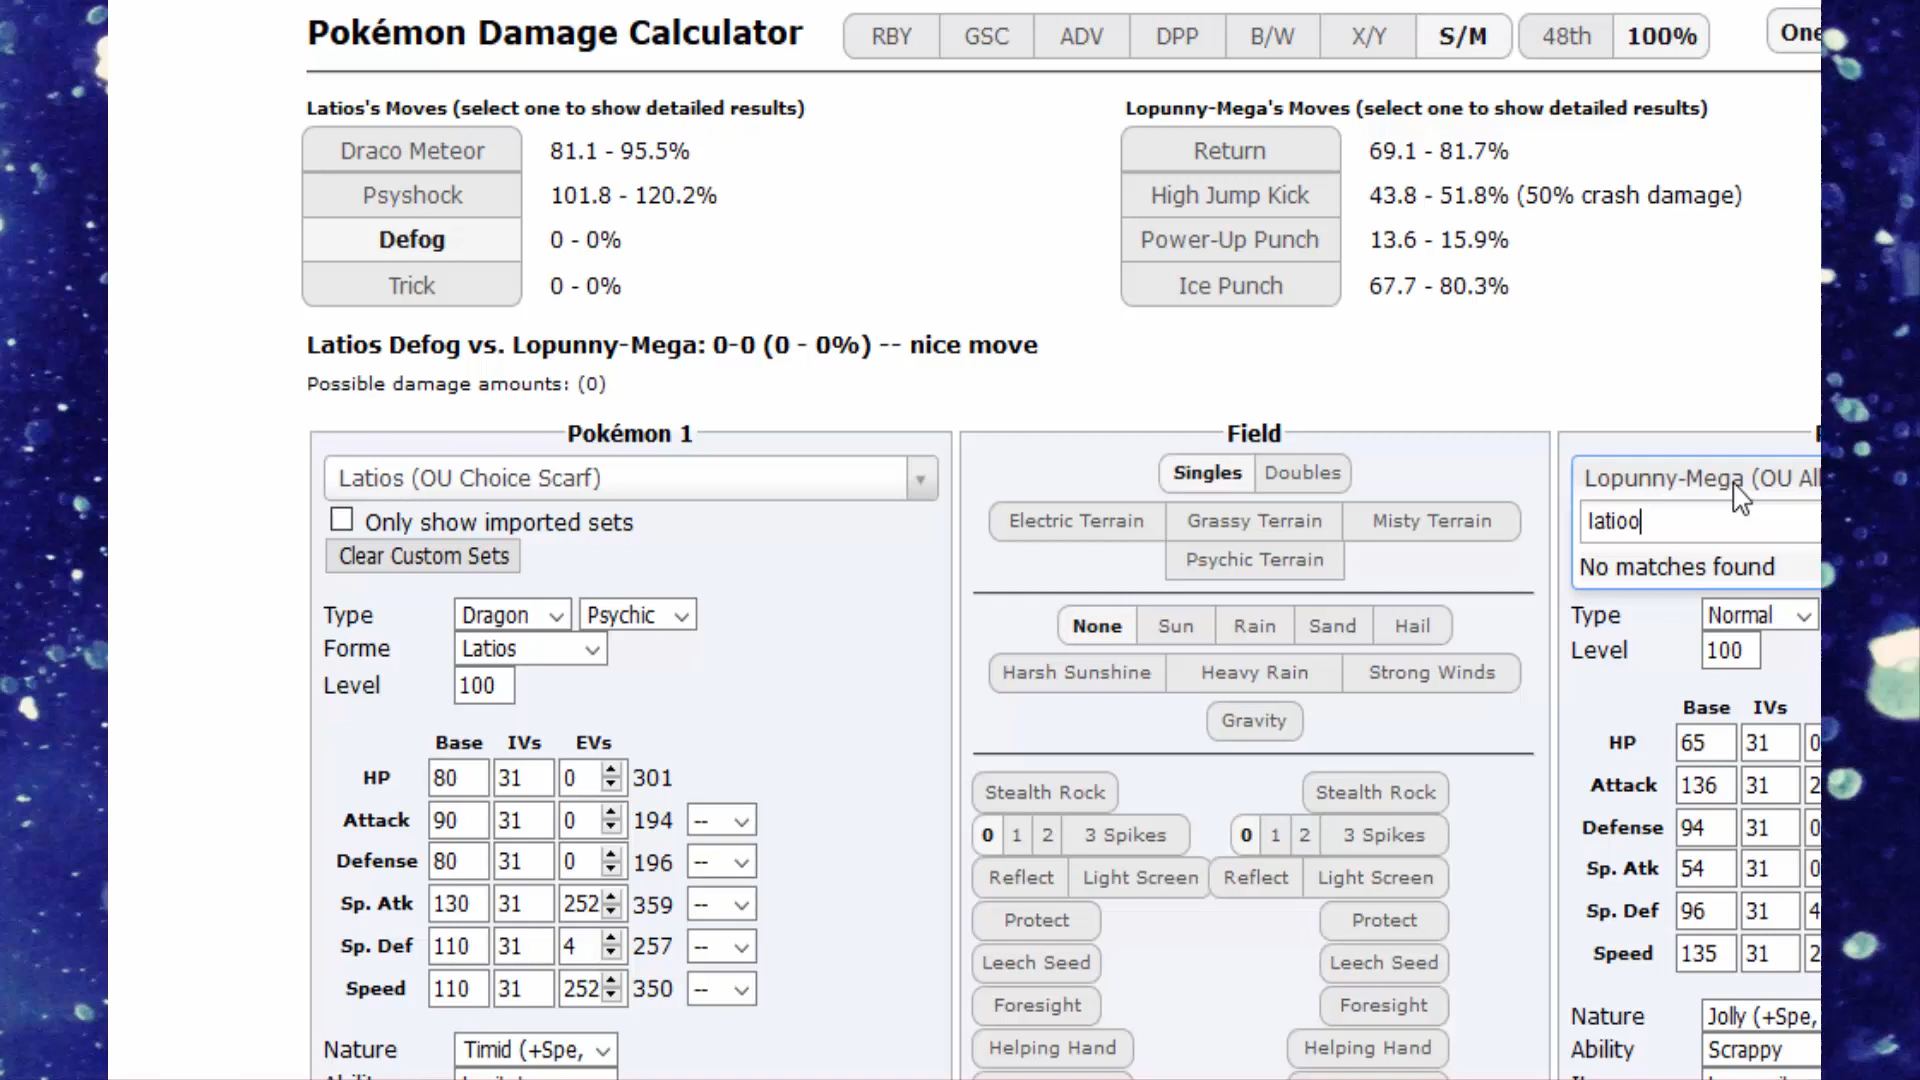 Pokémon Damage Calculator RBY GSC ADV DPP B/W X/Y S/M 48th 100% One
Latios's Moves (select one to show detailed results)
Draco Meteor 81.1 - 95.5%
Psyshock 101.8 - 120.2%
Defog 0 - 0%
Trick 0 - 0%
Lopunny-Mega's Moves (select one to show detailed results)
Return 69.1 - 81.7%
High Jump Kick 43.8 - 51.8% (50% crash damage)
Power-Up Punch 13.6 - 15.9%
Ice Punch 67.7 - 80.3%
Latios Defog vs. Lopunny-Mega: 0-0 (0 - 0%) -- nice move
Possible damage amounts: (0)
Pokémon 1
Latios (OU Choice Scarf)
Only show imported sets
Clear Custom Sets
Type Dragon Psychic
Forme Latios
Level 100
Base IVs EVs
HP 80 31 0 301
Attack 90 31 0 194 --
Defense 80 31 0 196 --
Sp. Atk 130 31 252 359 --
Sp. Def 110 31 4 257 --
Speed 110 31 252 350 --
Nature Timid (+Spe,
Field
Singles Doubles
Electric Terrain Grassy Terrain Misty Terrain
Psychic Terrain
None Sun Rain Sand Hail
Harsh Sunshine Heavy Rain Strong Winds
Gravity
Stealth Rock Stealth Rock
0 1 2 3 Spikes 0 1 2 3 Spikes
Reflect Light Screen Reflect Light Screen
Protect Protect
Leech Seed Leech Seed
Foresight Foresight
Helping Hand Helping Hand
Lopunny-Mega (OU All
latioo
No matches found
Type Normal
Level 100
Base IVs
HP 65 31 0
Attack 136 31 2
Defense 94 31 0
Sp. Atk 54 31 0
Sp. Def 96 31 4
Speed 135 31 2
Nature Jolly (+Spe,
Ability Scrappy